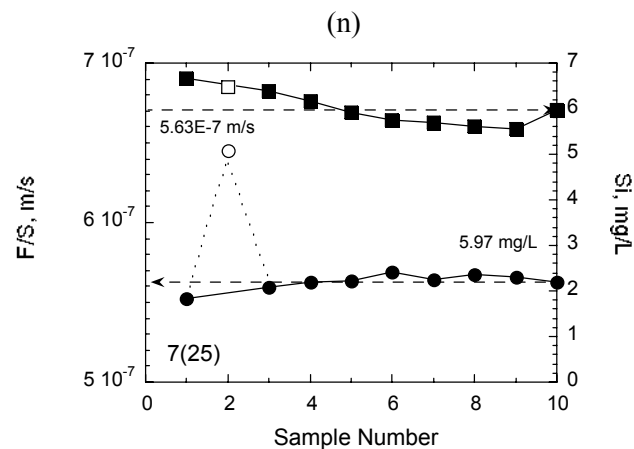 (n)
7 10⁻⁷
6 10⁻⁷
5 10⁻⁷
F/S, m/s
5.63E-7 m/s
5.97 mg/L
7(25)
7
6
5
4
3
2
1
0
Si, mg/L
0 2 4 6 8 10
Sample Number